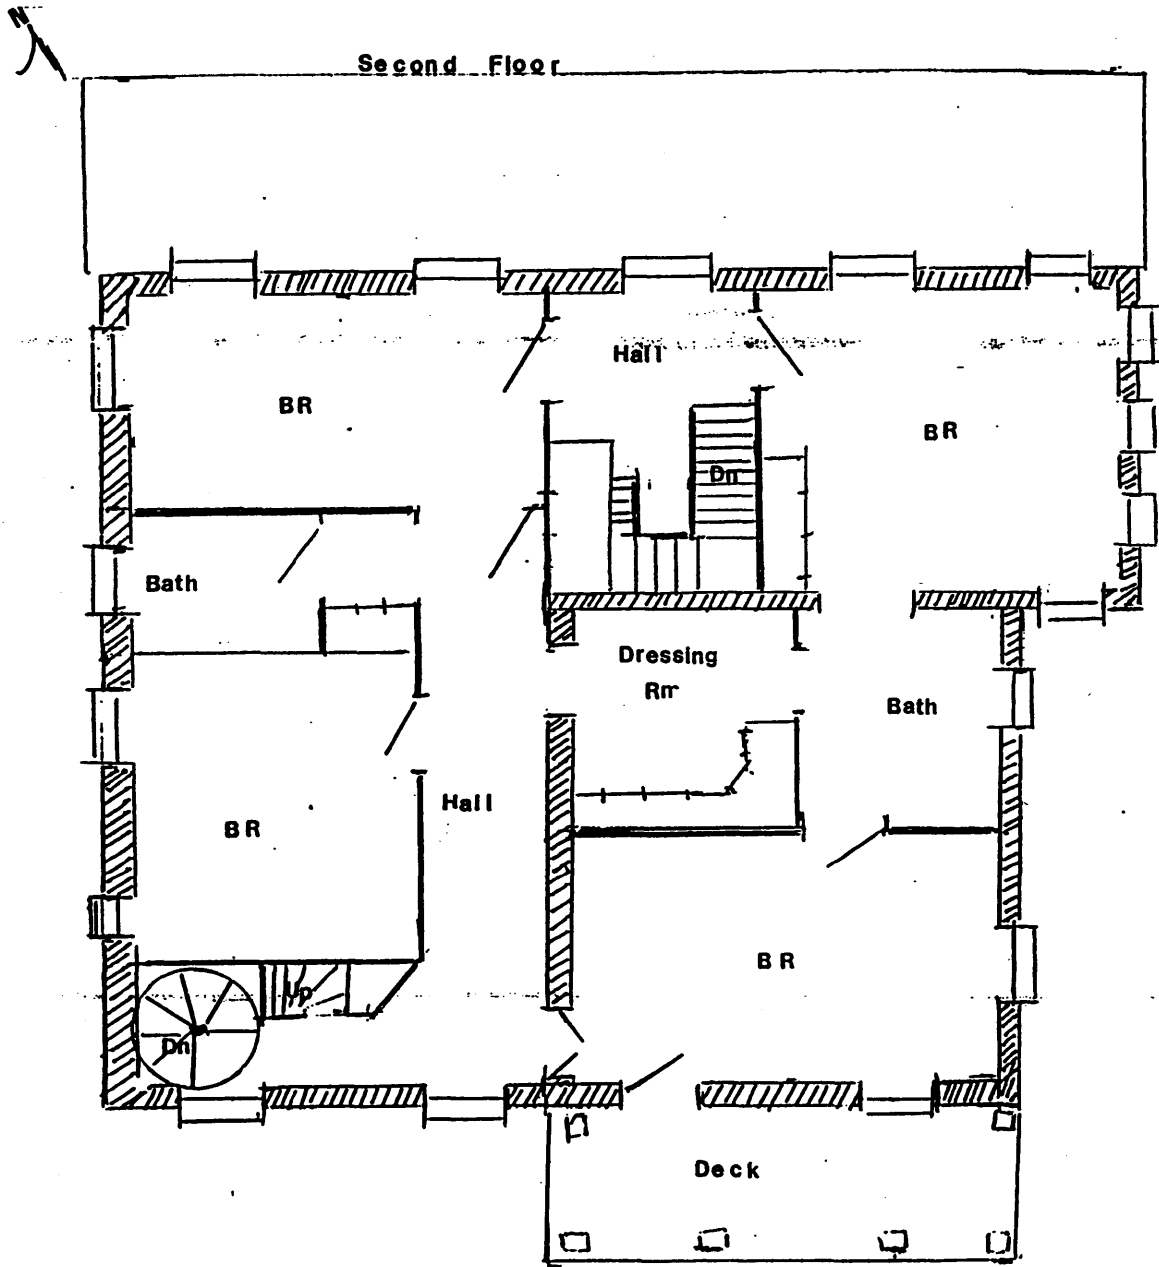 N
Second Floor
Hall
BR
BR
Dn
Bath
Dressing
Rm
Bath
Hall
BR
BR
Up
Dn
Deck